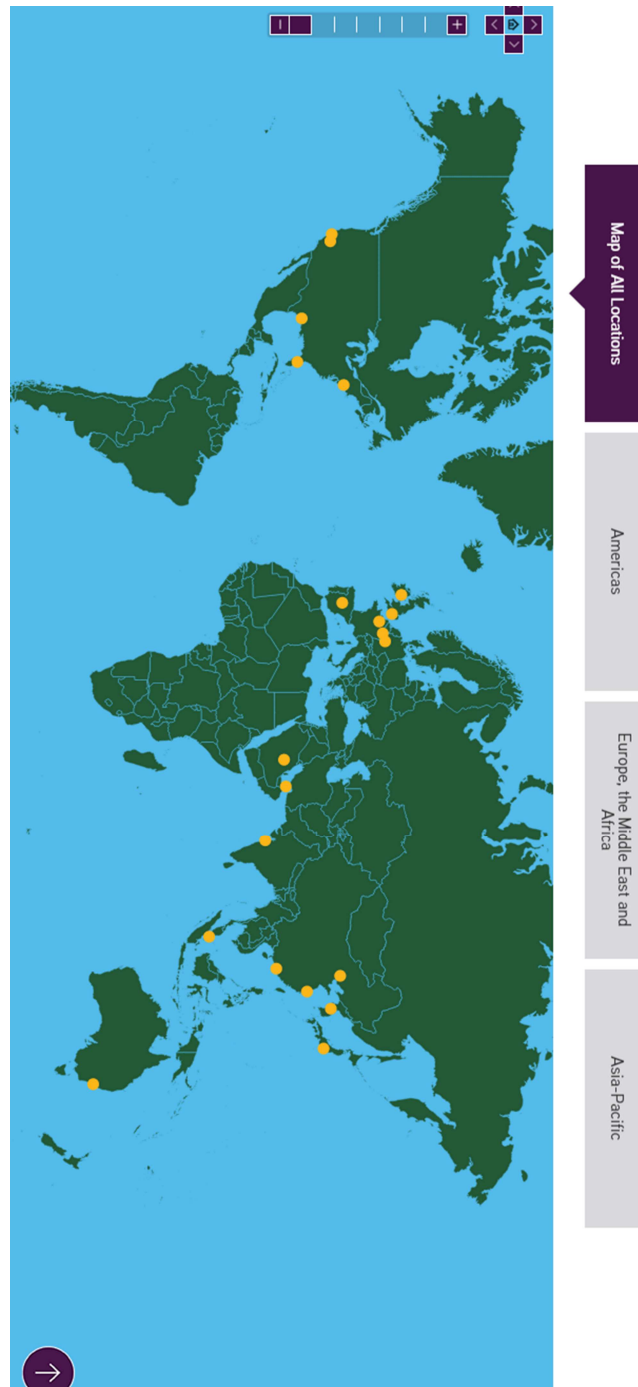 Map of All Locations
Americas
Europe, the Middle East and
Africa
Asia-Pacific